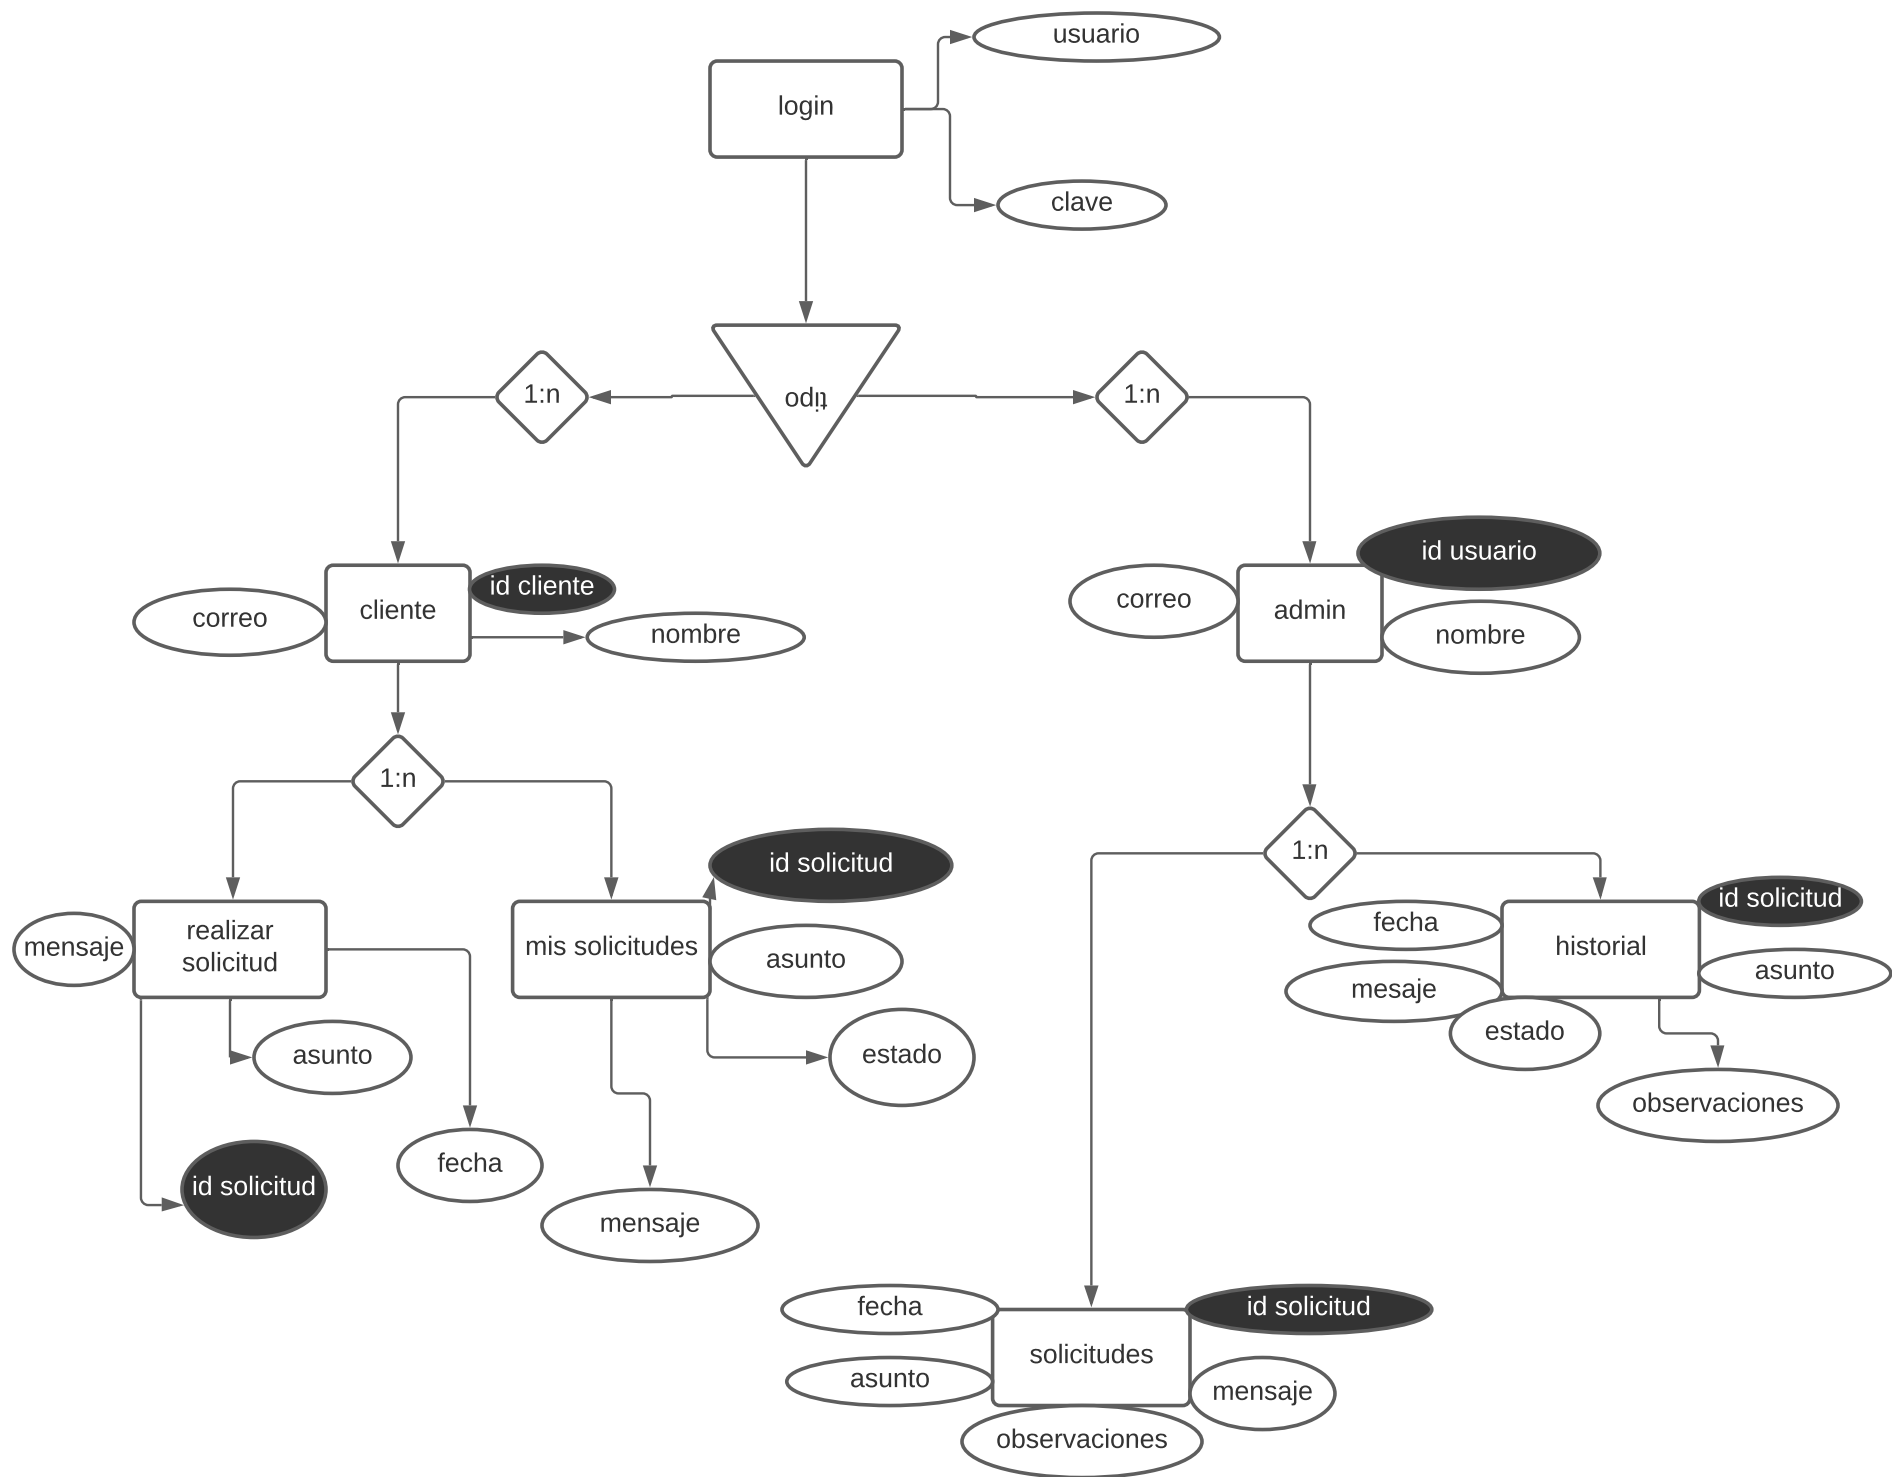 usuario
login
clave
tipo
1:n
1:n
id usuario
id cliente
correo
cliente
nombre
correo
admin
nombre
1:n
1:n
id solicitud
id solicitud
mensaje
realizar
solicitud
mis solicitudes
asunto
fecha
historial
asunto
mesaje
estado
asunto
estado
observaciones
fecha
id solicitud
mensaje
fecha
id solicitud
solicitudes
asunto
mensaje
observaciones